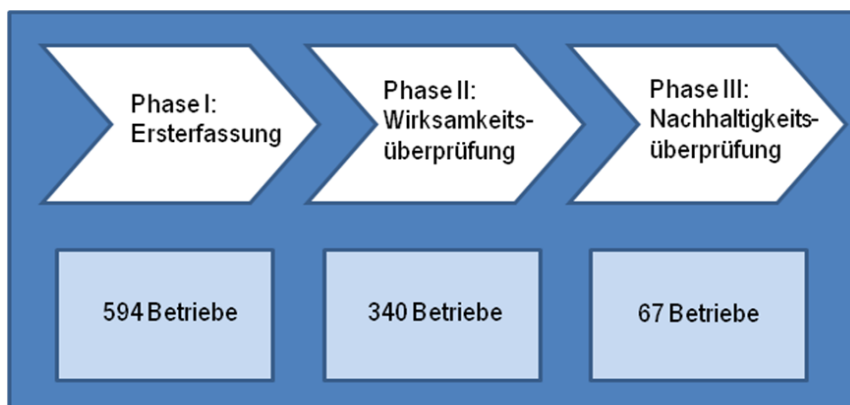 Phase I:
Ersterfassung
Phase II:
Wirksamkeits-
überprüfung
Phase III:
Nachhaltigkeits-
überprüfung
594 Betriebe
340 Betriebe
67 Betriebe